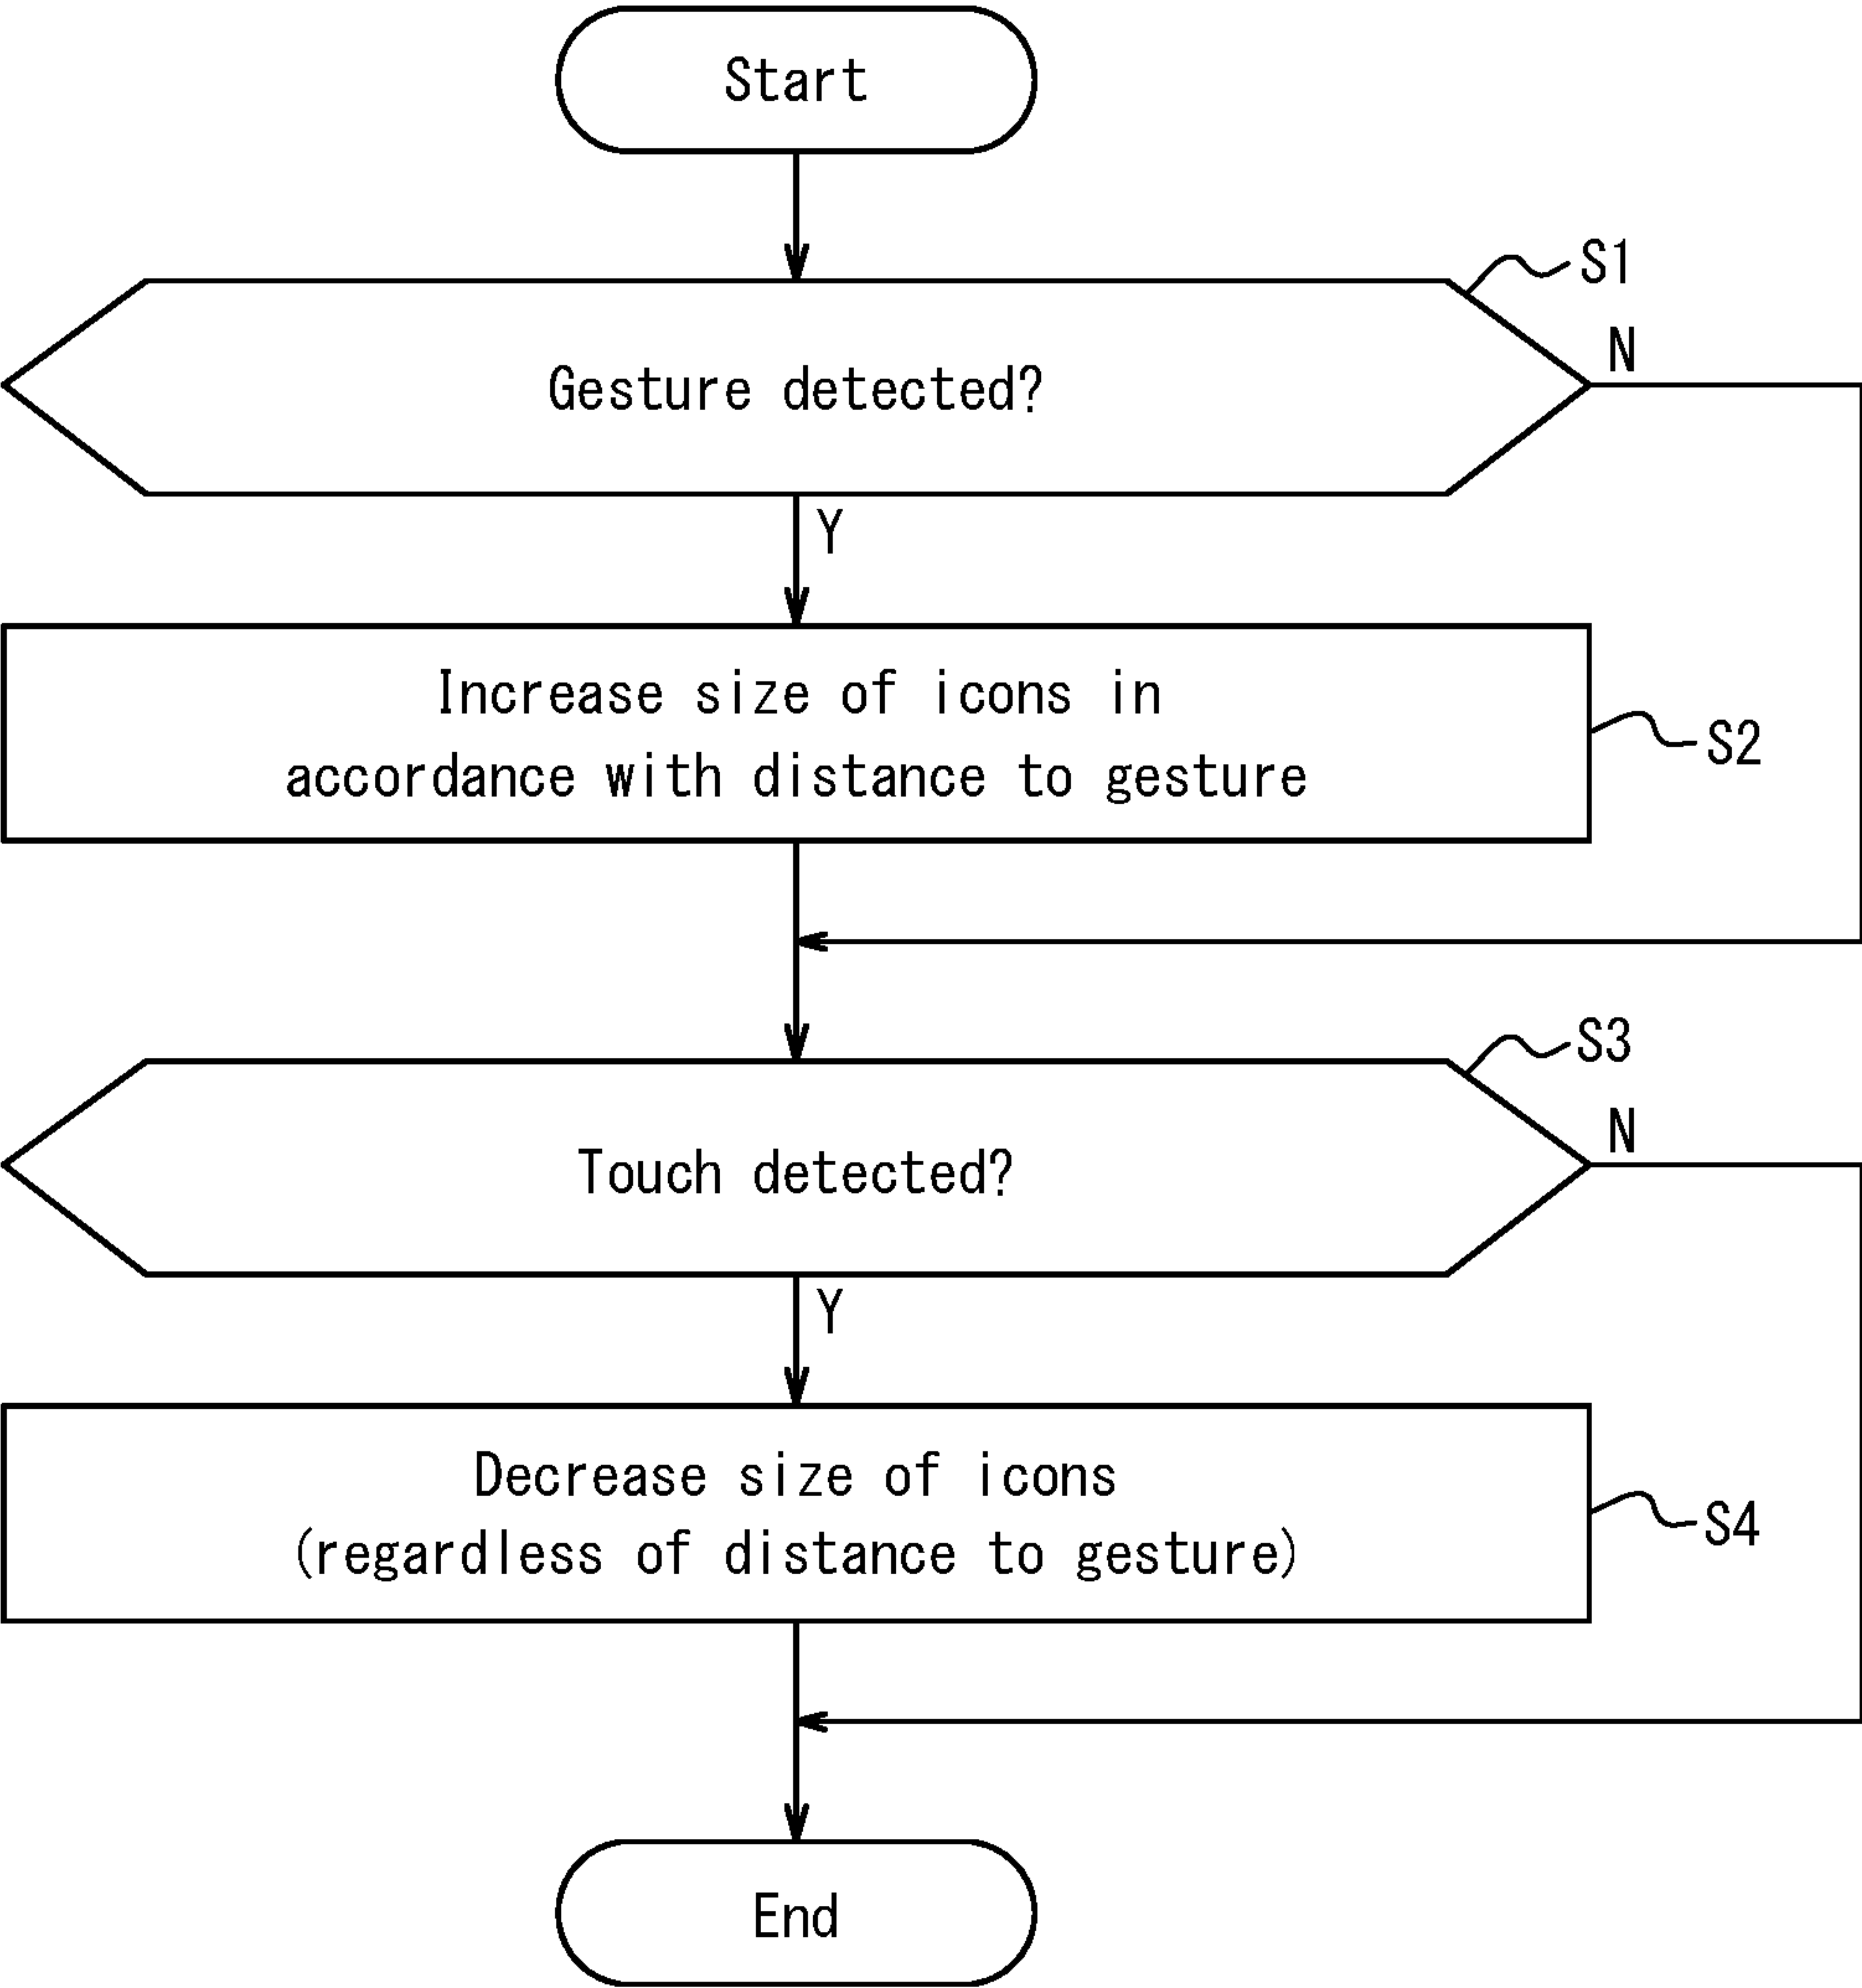 Start
S1
N
Gesture detected?
Y
Increase size of icons in
accordance with distance to gesture
S2
S3
N
Touch detected?
Y
Decrease size of icons
(regardless of distance to gesture)
S4
End